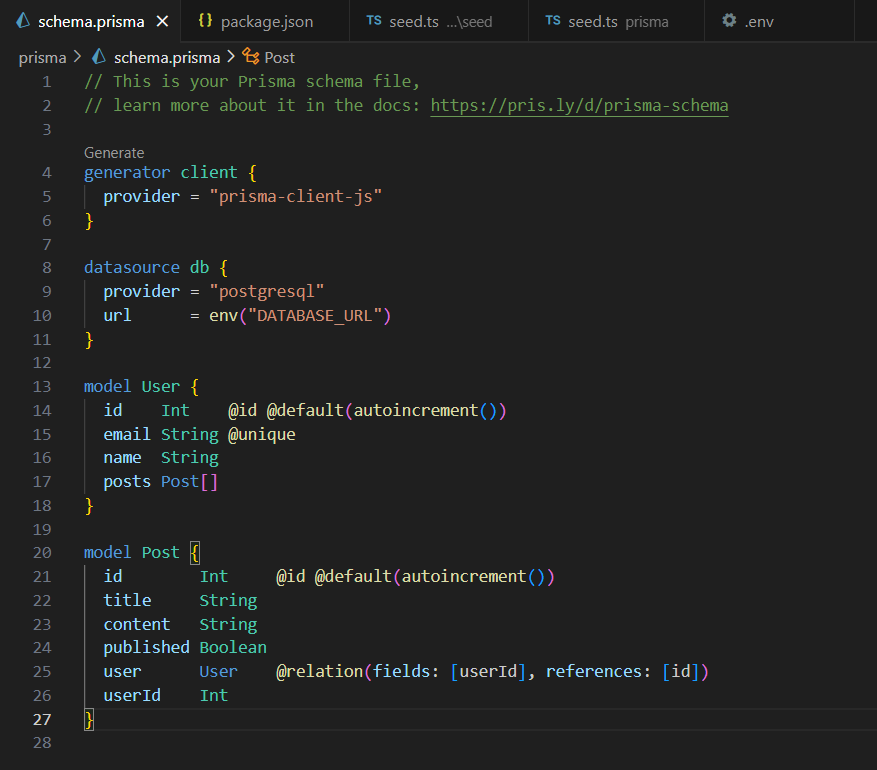 schema.prisma ✕ {} package.json TS seed.ts ...\seed TS seed.ts prisma .env
prisma > schema.prisma > Post
1 // This is your Prisma schema file,
2 // learn more about it in the docs: https://pris.ly/d/prisma-schema
3
Generate
4 generator client {
5   provider = "prisma-client-js"
6 }
7
8 datasource db {
9   provider = "postgresql"
10   url      = env("DATABASE_URL")
11 }
12
13 model User {
14   id    Int    @id @default(autoincrement())
15   email String @unique
16   name  String
17   posts Post[]
18 }
19
20 model Post {
21   id        Int     @id @default(autoincrement())
22   title     String
23   content   String
24   published Boolean
25   user      User    @relation(fields: [userId], references: [id])
26   userId    Int
27 }
28